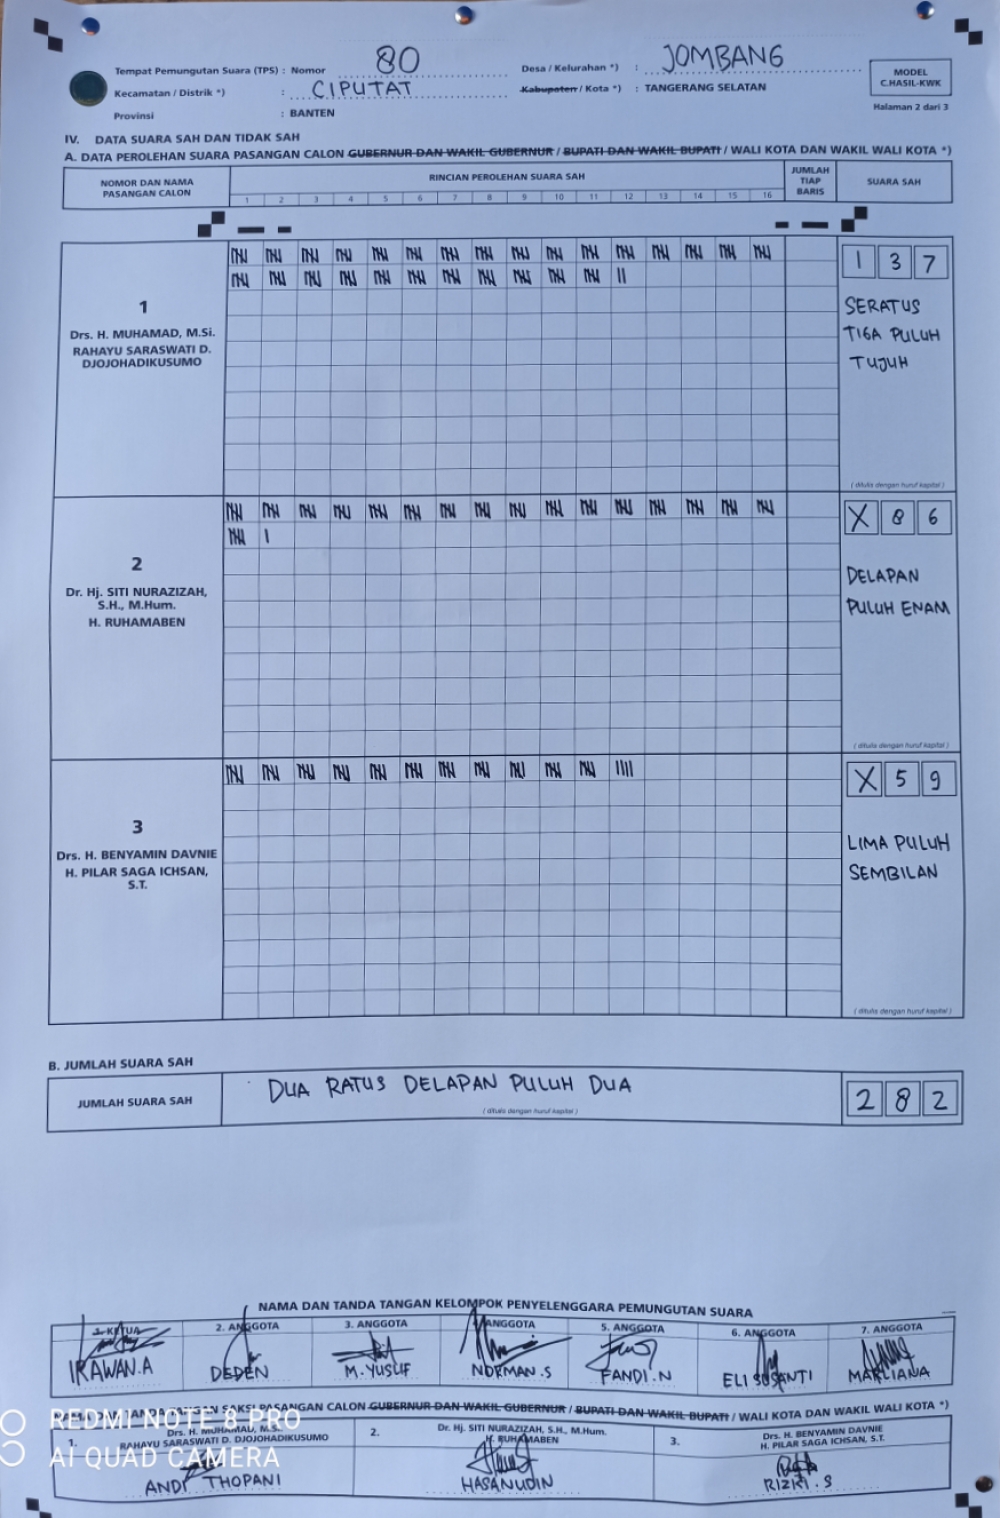 Tempat Pemungutan Suara (TPS) : Nomor 80 Desa / Kelurahan *) : JOMBANG
Kecamatan / Distrik *) : CIPUTAT Kabupaten / Kota *) : TANGERANG SELATAN
Provinsi : BANTEN
MODEL
C.HASIL-KWK
Halaman 2 dari 3
IV. DATA SUARA SAH DAN TIDAK SAH
A. DATA PEROLEHAN SUARA PASANGAN CALON GUBERNUR DAN WAKIL GUBERNUR / BUPATI DAN WAKIL BUPATI / WALI KOTA DAN WAKIL WALI KOTA *)
NOMOR DAN NAMA
PASANGAN CALON
RINCIAN PEROLEHAN SUARA SAH
1 2 3 4 5 6 7 8 9 10 11 12 13 14 15 16
JUMLAH
TIAP
BARIS
SUARA SAH
1
Drs. H. MUHAMAD, M.Si.
RAHAYU SARASWATI D.
DJOJOHADIKUSUMO
1 3 7
SERATUS
TIGA PULUH
TUJUH
( ditulis dengan huruf kapital )
2
Dr. Hj. SITI NURAZIZAH,
S.H., M.Hum.
H. RUHAMABEN
X 8 6
DELAPAN
PULUH ENAM
( ditulis dengan huruf kapital )
3
Drs. H. BENYAMIN DAVNIE
H. PILAR SAGA ICHSAN,
S.T.
X 5 9
LIMA PULUH
SEMBILAN
( ditulis dengan huruf kapital )
B. JUMLAH SUARA SAH
JUMLAH SUARA SAH
DUA RATUS DELAPAN PULUH DUA
( ditulis dengan huruf kapital )
2 8 2
NAMA DAN TANDA TANGAN KELOMPOK PENYELENGGARA PEMUNGUTAN SUARA
1. KETUA 2. ANGGOTA 3. ANGGOTA ANGGOTA 5. ANGGOTA 6. ANGGOTA 7. ANGGOTA
IRAWAN.A DEDEN M.YUSUF NORMAN.S FANDI.N ELI SUSANTI MARLIANA
SAKSI PASANGAN CALON GUBERNUR DAN WAKIL GUBERNUR / BUPATI DAN WAKIL BUPATI / WALI KOTA DAN WAKIL WALI KOTA *)
1. Drs. H. MUHAMAD, M.Si.
RAHAYU SARASWATI D. DJOJOHADIKUSUMO
ANDI THOPANI
2. Dr. Hj. SITI NURAZIZAH, S.H., M.Hum.
H. RUHAMABEN
HASANUDIN
3. Drs. H. BENYAMIN DAVNIE
H. PILAR SAGA ICHSAN, S.T.
RIZKI.S
REDMI NOTE 8 PRO
AI QUAD CAMERA